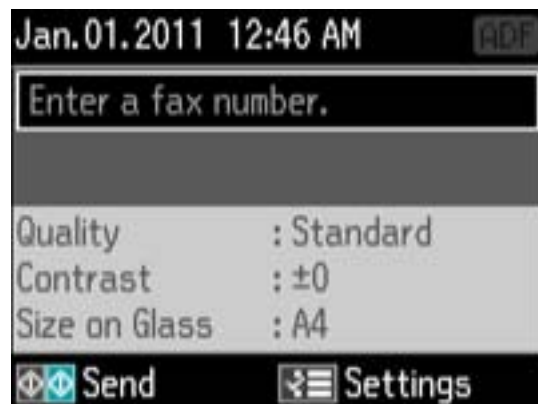 Jan.01.2011 12:46 AM ADF
Enter a fax number.
Quality : Standard
Contrast : ±0
Size on Glass : A4
Send Settings